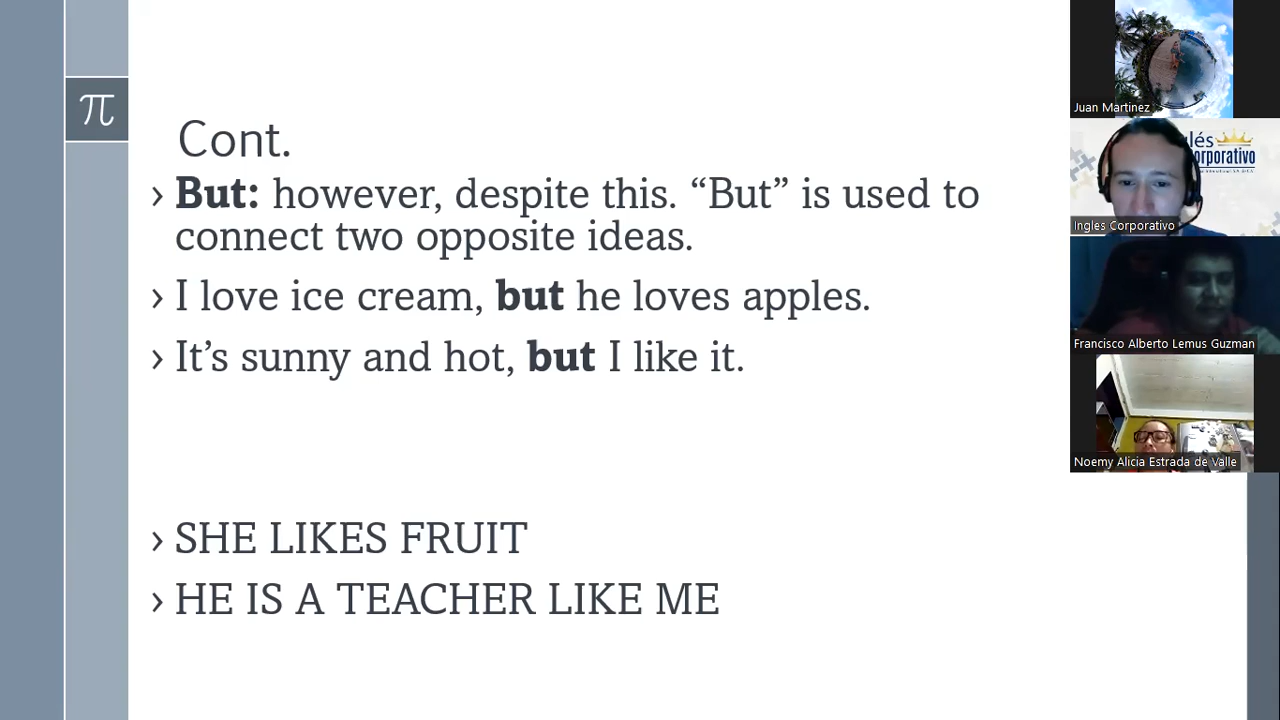 π
Cont.
› But: however, despite this. “But” is used to
connect two opposite ideas.
› I love ice cream, but he loves apples.
› It’s sunny and hot, but I like it.
› SHE LIKES FRUIT
› HE IS A TEACHER LIKE ME
Juan Martinez
lés
orporativo
Ingles Corporativo
Francisco Alberto Lemus Guzman
Noemy Alicia Estrada de Valle